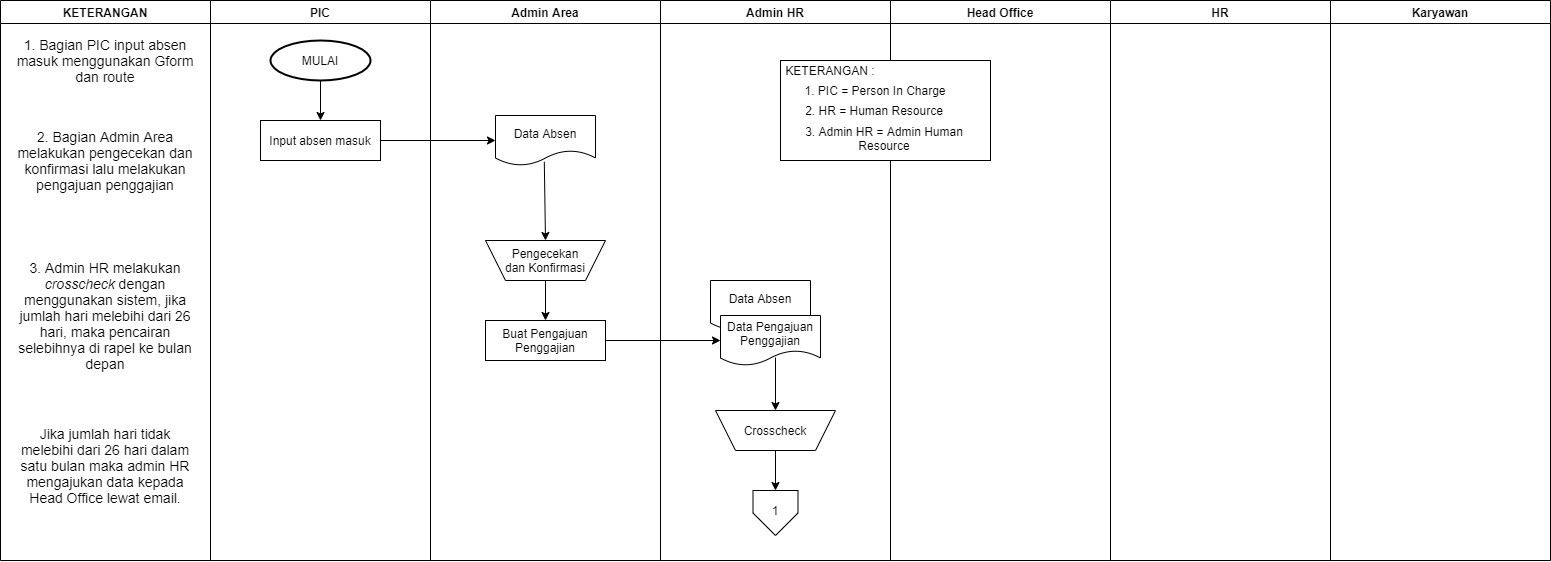 KETERANGAN
PIC
Admin Area
Admin HR
Head Office
HR
Karyawan
1. Bagian PIC input absen
masuk menggunakan Gform
dan route
2. Bagian Admin Area
melakukan pengecekan dan
konfirmasi lalu melakukan
pengajuan penggajian
3. Admin HR melakukan
crosscheck dengan
menggunakan sistem, jika
jumlah hari melebihi dari 26
hari, maka pencairan
selebihnya di rapel ke bulan
depan
Jika jumlah hari tidak
melebihi dari 26 hari dalam
satu bulan maka admin HR
mengajukan data kepada
Head Office lewat email.
MULAI
Input absen masuk
Data Absen
Pengecekan
dan Konfirmasi
Buat Pengajuan
Penggajian
Data Absen
Data Pengajuan
Penggajian
Crosscheck
1
KETERANGAN :
1. PIC = Person In Charge
2. HR = Human Resource
3. Admin HR = Admin Human
Resource